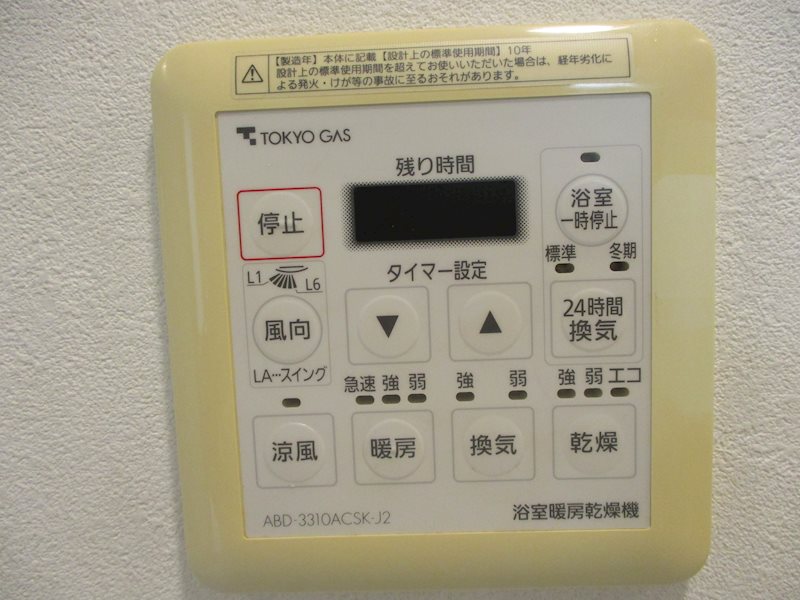 【製造年】本体に記載【設計上の標準使用期間】10年
設計上の標準使用期間を超えてお使いいただいた場合は、経年劣化に
よる発火・けが等の事故に至るおそれがあります。
TOKYO GAS
残り時間
停止
浴室
一時停止
標準 冬期
L1 L6
タイマー設定
風向
▼ ▲
24時間
換気
LA…スイング
急速 強 弱
強 弱
強 弱 エコ
涼風
暖房
換気
乾燥
ABD-3310ACSK-J2
浴室暖房乾燥機